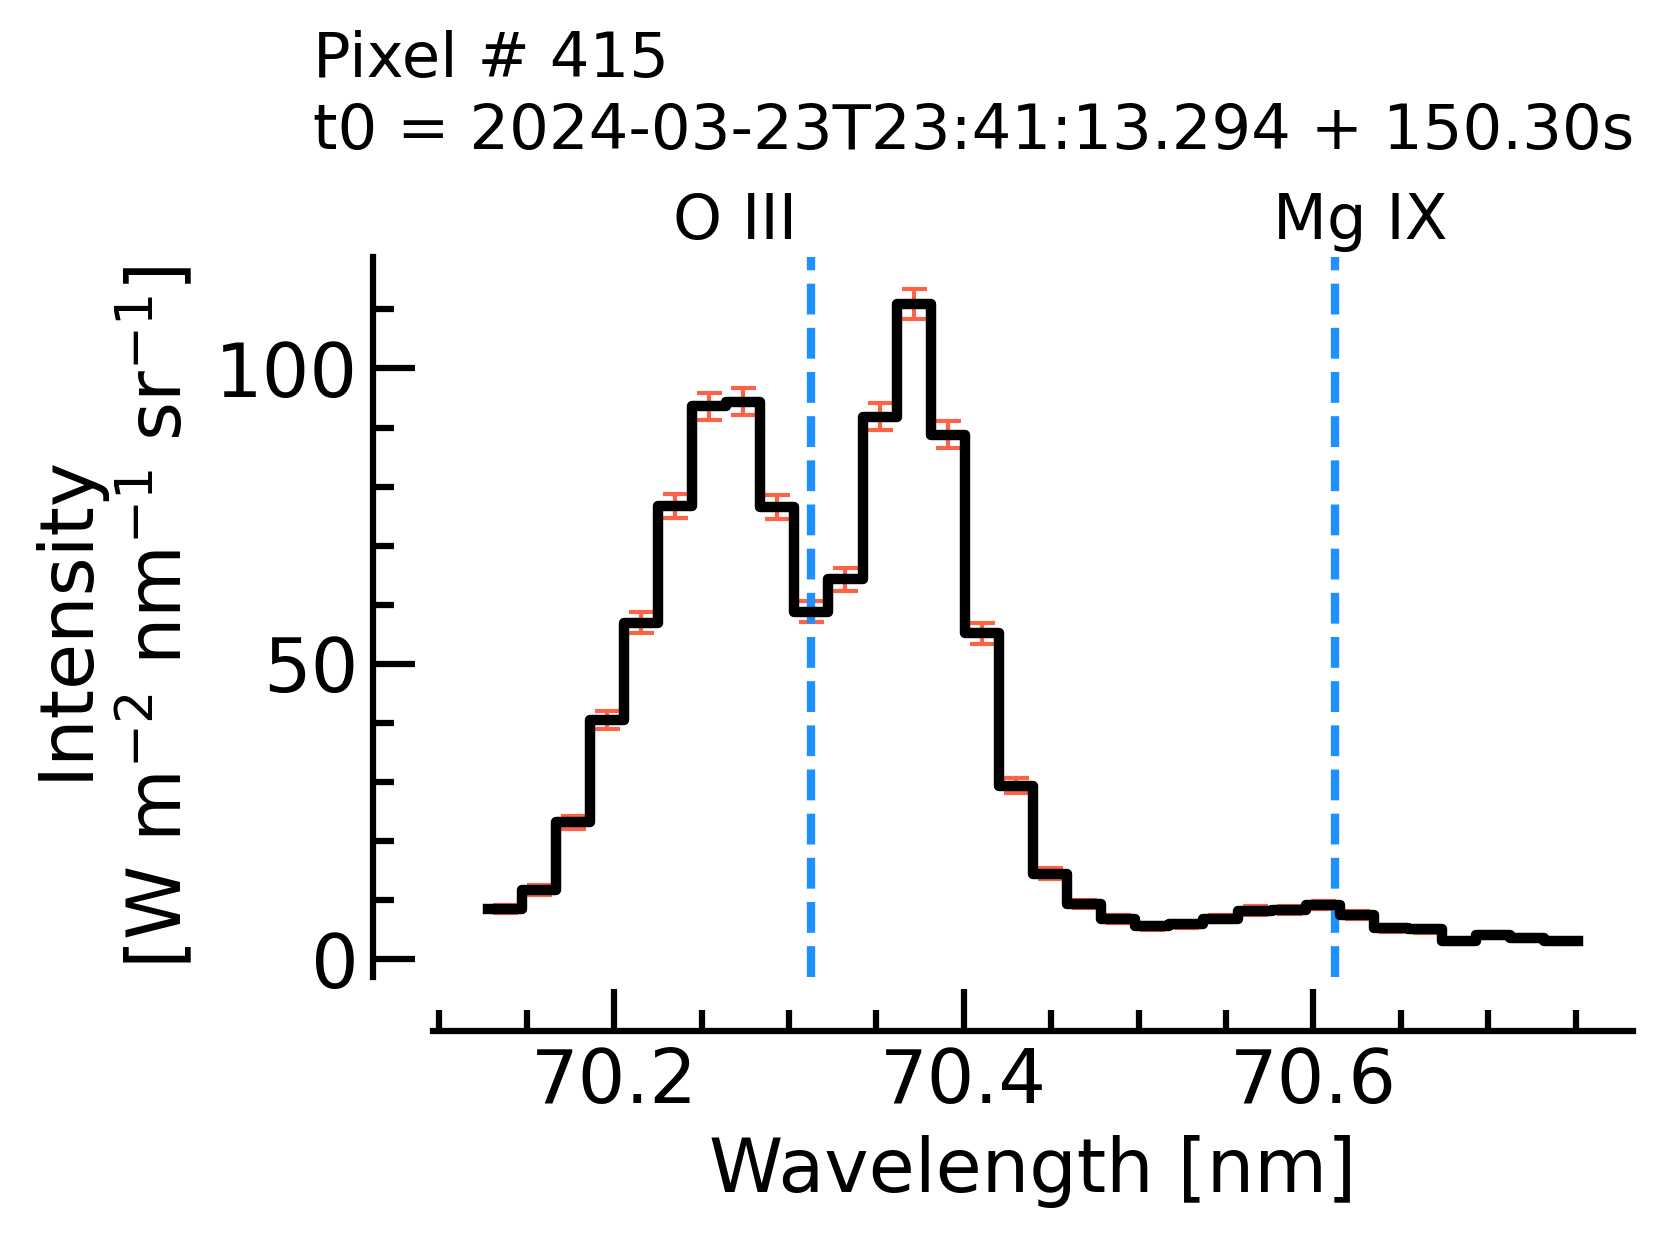 Pixel # 415
t0 = 2024-03-23T23:41:13.294 + 150.30s
O III
Mg IX
Intensity
[W m⁻² nm⁻¹ sr⁻¹]
100
50
0
70.2
70.4
70.6
Wavelength [nm]